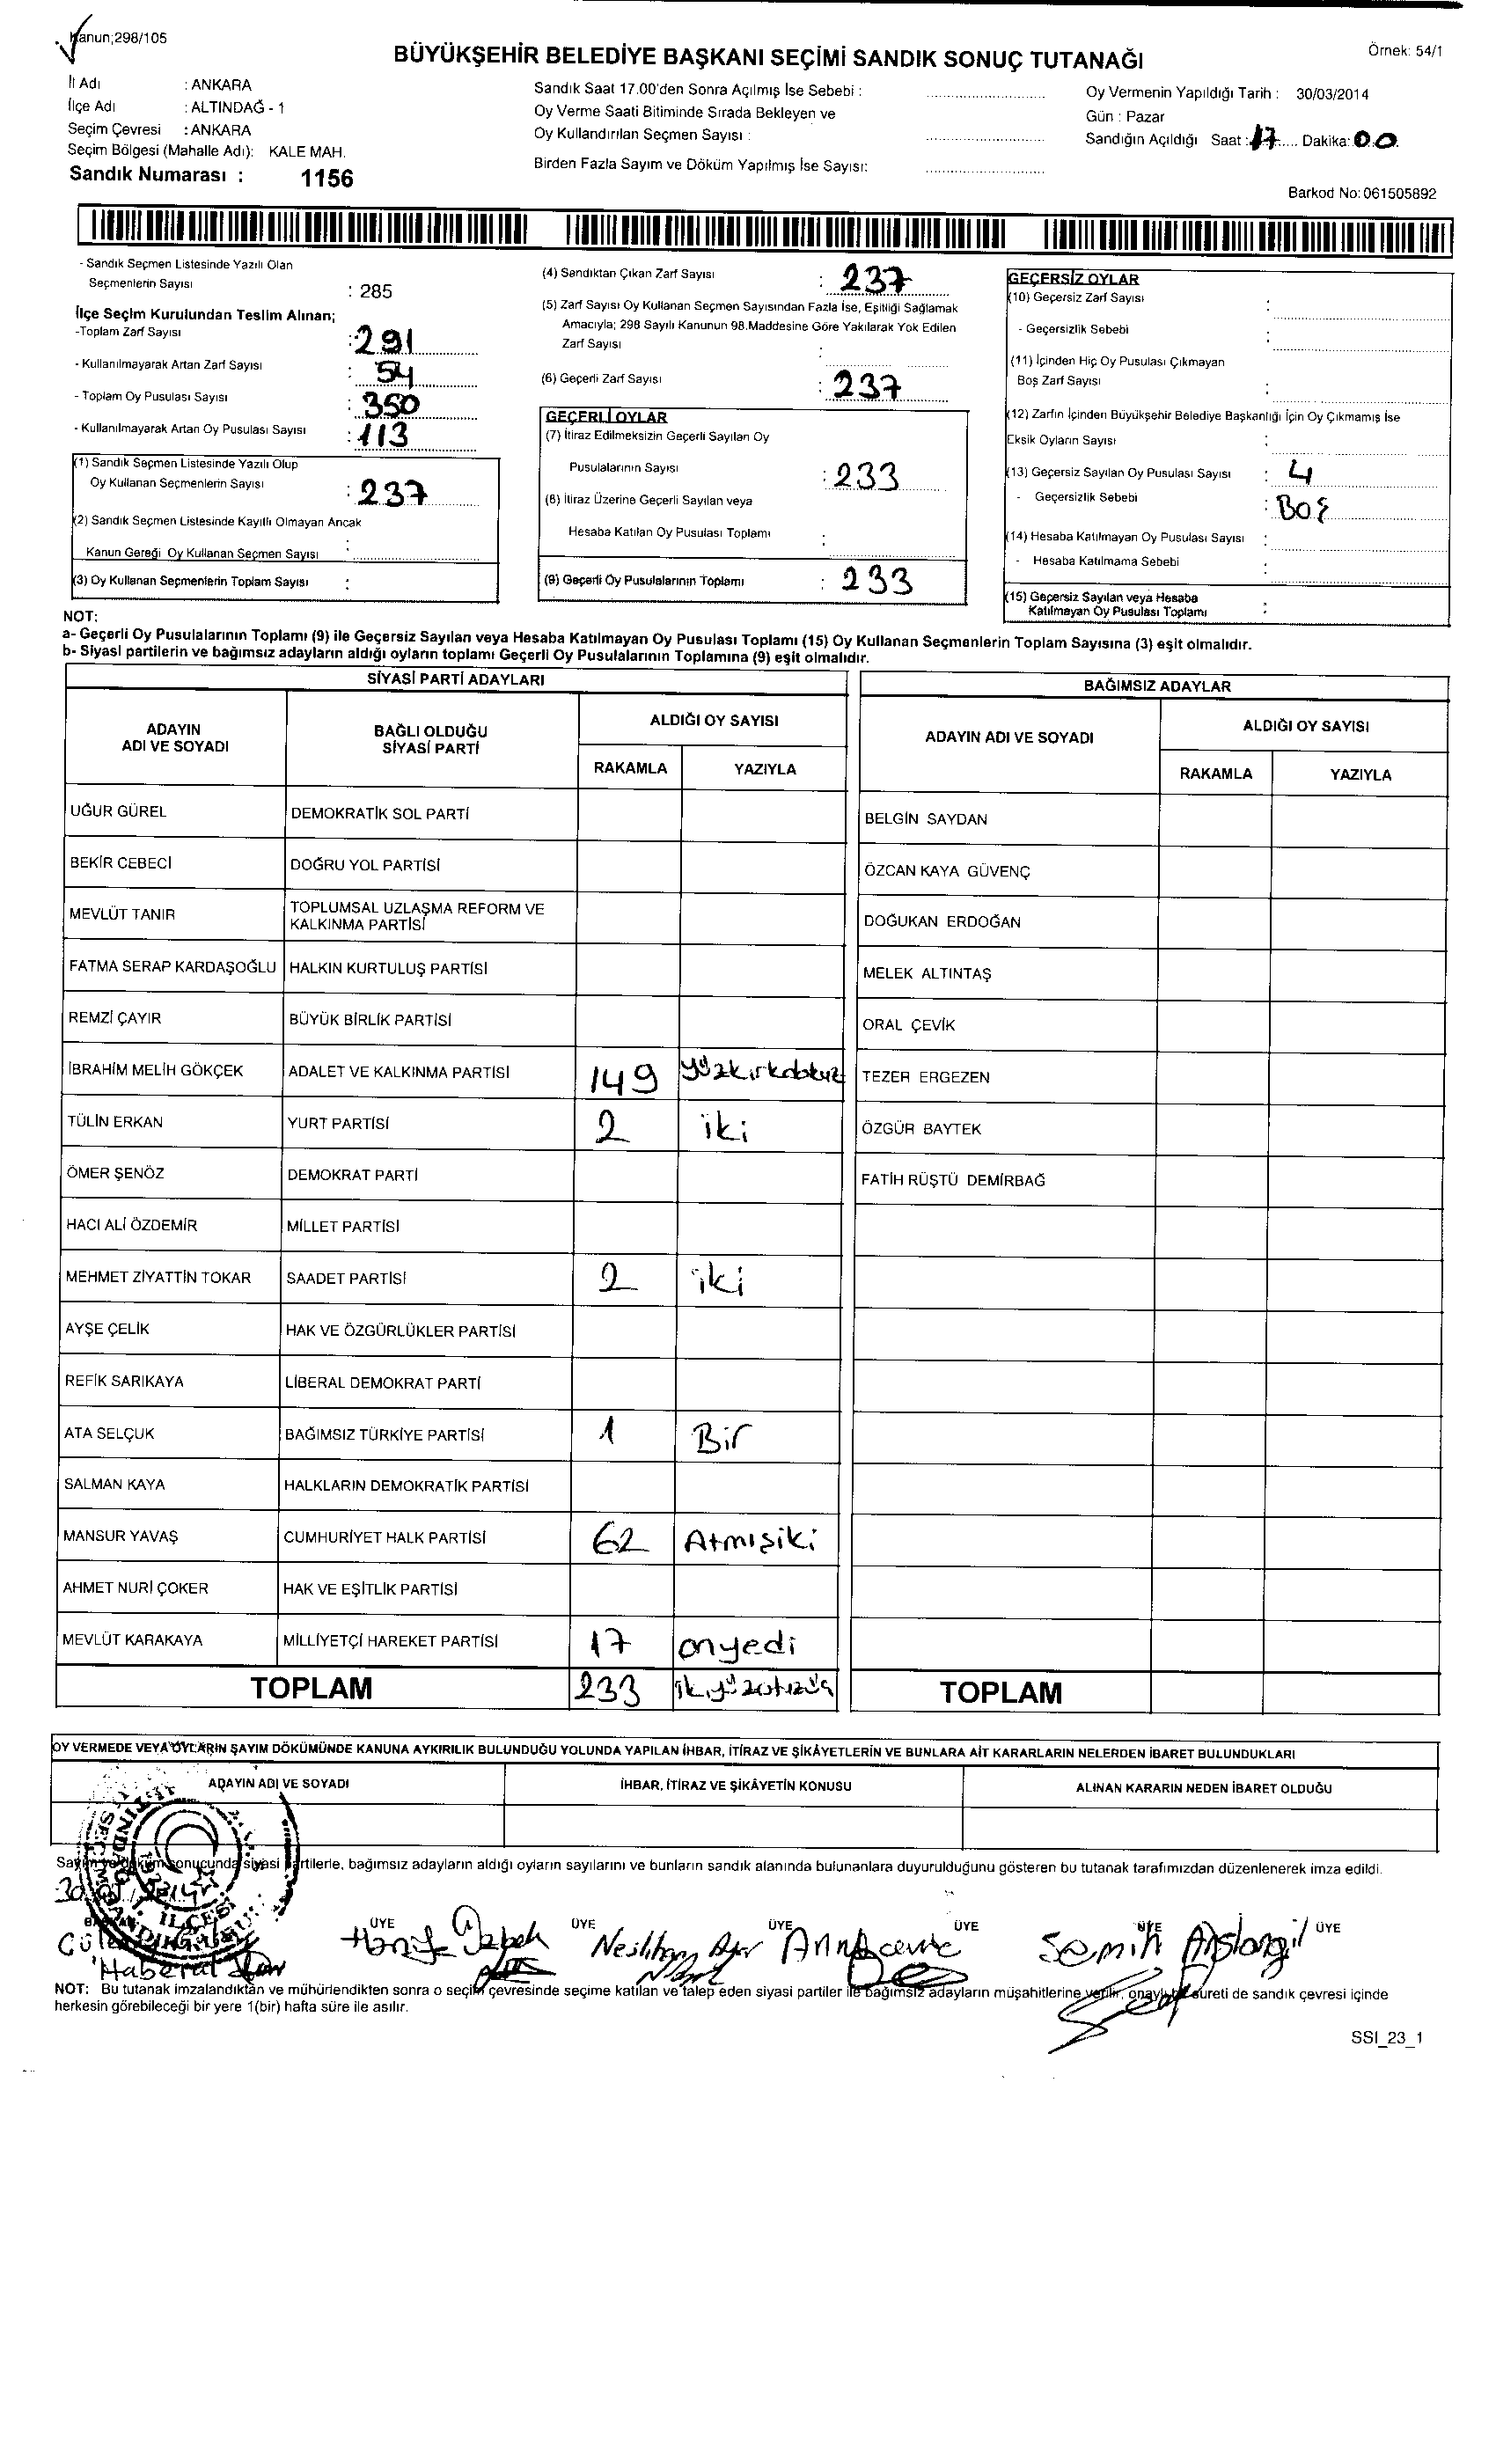 Kanun;298/105
BÜYÜKŞEHİR BELEDİYE BAŞKANI SEÇİMİ SANDIK SONUÇ TUTANAĞI
Örnek: 54/1
İl Adı : ANKARA
İlçe Adı : ALTINDAĞ - 1
Seçim Çevresi : ANKARA
Seçim Bölgesi (Mahalle Adı): KALE MAH.
Sandık Numarası : 1156
Sandık Saat 17.00'den Sonra Açılmış İse Sebebi :
Oy Verme Saati Bitiminde Sırada Bekleyen ve
Oy Kullandırılan Seçmen Sayısı :
Birden Fazla Sayım ve Döküm Yapılmış İse Sayısı:
Oy Vermenin Yapıldığı Tarih : 30/03/2014
Gün : Pazar
Sandığın Açıldığı Saat : 17 Dakika: 00
Barkod No: 061505892
- Sandık Seçmen Listesinde Yazılı Olan
Seçmenlerin Sayısı : 285
İlçe Seçim Kurulundan Teslim Alınan;
-Toplam Zarf Sayısı : 291
- Kullanılmayarak Artan Zarf Sayısı : 54
- Toplam Oy Pusulası Sayısı : 350
- Kullanılmayarak Artan Oy Pusulası Sayısı : 113
(1) Sandık Seçmen Listesinde Yazılı Olup
Oy Kullanan Seçmenlerin Sayısı : 237
(2) Sandık Seçmen Listesinde Kayıtlı Olmayan Ancak
Kanun Gereği Oy Kullanan Seçmen Sayısı :
(3) Oy Kullanan Seçmenlerin Toplam Sayısı :
(4) Sandıktan Çıkan Zarf Sayısı : 237
(5) Zarf Sayısı Oy Kullanan Seçmen Sayısından Fazla İse, Eşitliği Sağlamak
Amacıyla; 298 Sayılı Kanunun 98.Maddesine Göre Yakılarak Yok Edilen
Zarf Sayısı :
(6) Geçerli Zarf Sayısı : 237
GEÇERLİ OYLAR
(7) İtiraz Edilmeksizin Geçerli Sayılan Oy
Pusulalarının Sayısı : 233
(8) İtiraz Üzerine Geçerli Sayılan veya
Hesaba Katılan Oy Pusulası Toplamı :
(9) Geçerli Oy Pusulalarının Toplamı : 233
GEÇERSİZ OYLAR
(10) Geçersiz Zarf Sayısı :
- Geçersizlik Sebebi :
(11) İçinden Hiç Oy Pusulası Çıkmayan
Boş Zarf Sayısı :
(12) Zarfın İçinden Büyükşehir Belediye Başkanlığı İçin Oy Çıkmamış İse
Eksik Oyların Sayısı :
(13) Geçersiz Sayılan Oy Pusulası Sayısı : 4
- Geçersizlik Sebebi : Boş
(14) Hesaba Katılmayan Oy Pusulası Sayısı :
- Hesaba Katılmama Sebebi :
(15) Geçersiz Sayılan veya Hesaba
Katılmayan Oy Pusulası Toplamı :
NOT:
a- Geçerli Oy Pusulalarının Toplamı (9) ile Geçersiz Sayılan veya Hesaba Katılmayan Oy Pusulası Toplamı (15) Oy Kullanan Seçmenlerin Toplam Sayısına (3) eşit olmalıdır.
b- Siyasi partilerin ve bağımsız adayların aldığı oyların toplamı Geçerli Oy Pusulalarının Toplamına (9) eşit olmalıdır.
SİYASİ PARTİ ADAYLARI
ADAYIN ADI VE SOYADI BAĞLI OLDUĞU SİYASİ PARTİ ALDIĞI OY SAYISI
RAKAMLA YAZIYLA
UĞUR GÜREL DEMOKRATİK SOL PARTİ
BEKİR CEBECİ DOĞRU YOL PARTİSİ
MEVLÜT TANIR TOPLUMSAL UZLAŞMA REFORM VE
KALKINMA PARTİSİ
FATMA SERAP KARDAŞOĞLU HALKIN KURTULUŞ PARTİSİ
REMZİ ÇAYIR BÜYÜK BİRLİK PARTİSİ
İBRAHİM MELİH GÖKÇEK ADALET VE KALKINMA PARTİSİ 149 yüzkırkdokuz
TÜLİN ERKAN YURT PARTİSİ 2 iki
ÖMER ŞENÖZ DEMOKRAT PARTİ
HACI ALİ ÖZDEMİR MİLLET PARTİSİ
MEHMET ZİYATTİN TOKAR SAADET PARTİSİ 2 iki
AYŞE ÇELİK HAK VE ÖZGÜRLÜKLER PARTİSİ
REFİK SARIKAYA LİBERAL DEMOKRAT PARTİ
ATA SELÇUK BAĞIMSIZ TÜRKİYE PARTİSİ 1 Bir
SALMAN KAYA HALKLARIN DEMOKRATİK PARTİSİ
MANSUR YAVAŞ CUMHURİYET HALK PARTİSİ 62 Atmışiki
AHMET NURİ ÇOKER HAK VE EŞİTLİK PARTİSİ
MEVLÜT KARAKAYA MİLLİYETÇİ HAREKET PARTİSİ 17 onyedi
TOPLAM 233 ikiyüzotuzüç
BAĞIMSIZ ADAYLAR
ADAYIN ADI VE SOYADI ALDIĞI OY SAYISI
RAKAMLA YAZIYLA
BELGİN SAYDAN
ÖZCAN KAYA GÜVENÇ
DOĞUKAN ERDOĞAN
MELEK ALTINTAŞ
ORAL ÇEVİK
TEZER ERGEZEN
ÖZGÜR BAYTEK
FATİH RÜŞTÜ DEMİRBAĞ
TOPLAM
OY VERMEDE VEYA OYLARIN SAYIM DÖKÜMÜNDE KANUNA AYKIRILIK BULUNDUĞU YOLUNDA YAPILAN İHBAR, İTİRAZ VE ŞİKÂYETLERİN VE BUNLARA AİT KARARLARIN NELERDEN İBARET BULUNDUKLARI
ADAYIN ADI VE SOYADI İHBAR, İTİRAZ VE ŞİKÂYETİN KONUSU ALINAN KARARIN NEDEN İBARET OLDUĞU
Sayım ve döküm sonucunda siyasi partilerle, bağımsız adayların aldığı oyların sayılarını ve bunların sandık alanında bulunanlara duyurulduğunu gösteren bu tutanak tarafımızdan düzenlenerek imza edildi.
ÜYE ÜYE ÜYE ÜYE ÜYE ÜYE
Haberal Semih
NOT: Bu tutanak imzalandıktan ve mühürlendikten sonra o seçim çevresinde seçime katılan ve talep eden siyasi partiler ile bağımsız adayların müşahitlerine verilir, onaylı bir sureti de sandık çevresi içinde
herkesin görebileceği bir yere 1(bir) hafta süre ile asılır.
SSI_23_1